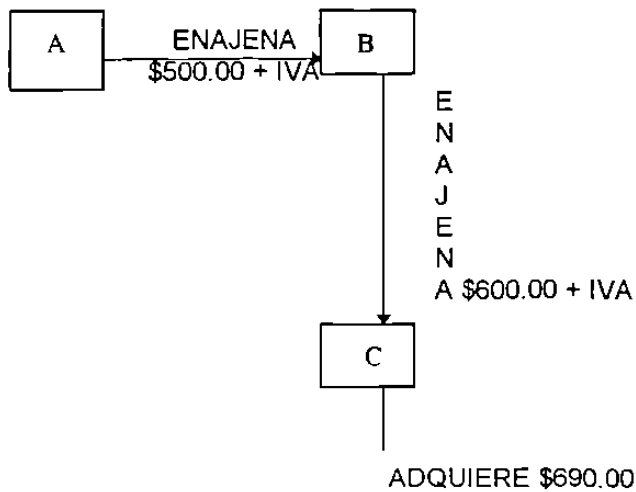 A
ENAJENA
$500.00 + IVA
B
E
N
A
J
E
N
A $600.00 + IVA
C
ADQUIERE $690.00